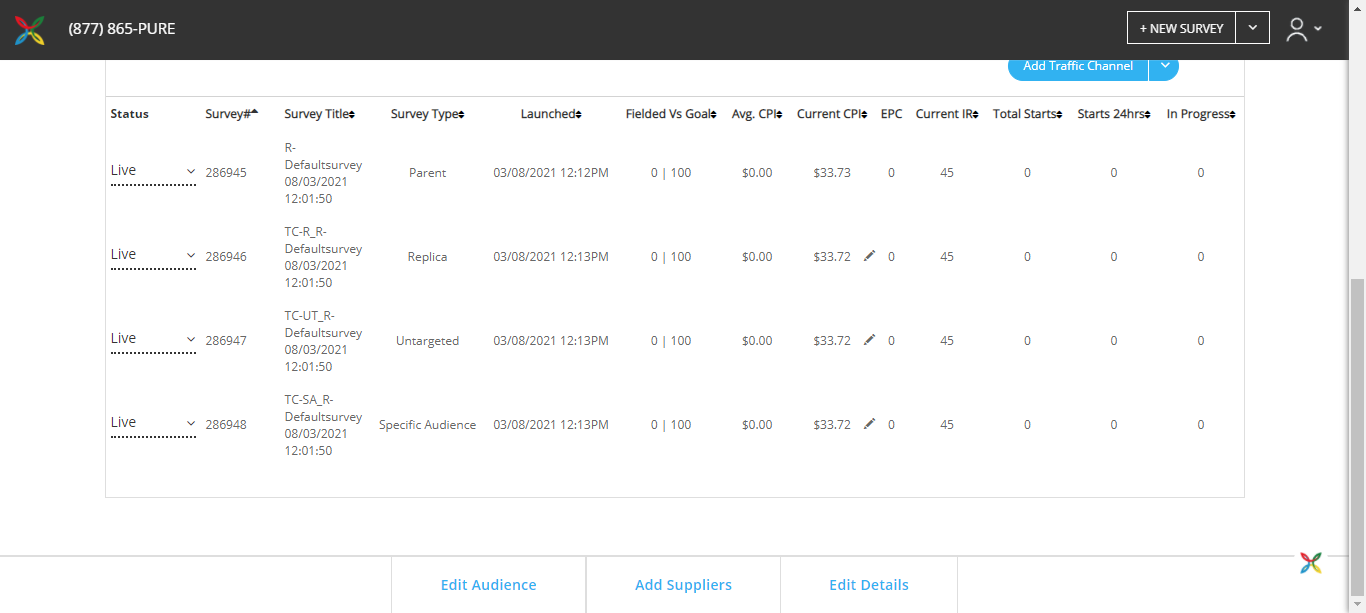 (877) 865-PURE
+ NEW SURVEY
Add Traffic Channel
Status Survey# Survey Title Survey Type Launched Fielded Vs Goal Avg. CPI Current CPI EPC Current IR Total Starts Starts 24hrs In Progress
R-
Defaultsurvey
Live 286945 08/03/2021 Parent 03/08/2021 12:12PM 0 | 100 $0.00 $33.73 0 45 0 0 0
12:01:50
TC-R_R-
Defaultsurvey
Live 286946 08/03/2021 Replica 03/08/2021 12:13PM 0 | 100 $0.00 $33.72 0 45 0 0 0
12:01:50
TC-UT_R-
Defaultsurvey
Live 286947 08/03/2021 Untargeted 03/08/2021 12:13PM 0 | 100 $0.00 $33.72 0 45 0 0 0
12:01:50
TC-SA_R-
Defaultsurvey
Live 286948 08/03/2021 Specific Audience 03/08/2021 12:13PM 0 | 100 $0.00 $33.72 0 45 0 0 0
12:01:50
Edit Audience Add Suppliers Edit Details